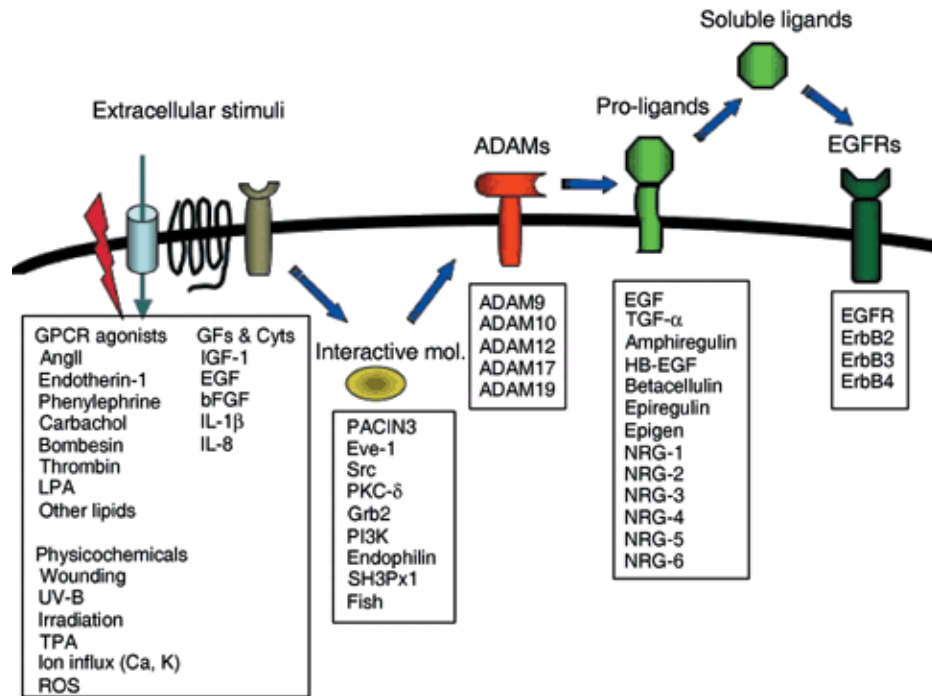 Soluble ligands
Extracellular stimuli
Pro-ligands
ADAMs
EGFRs
GPCR agonists
AngII
Endotherin-1
Phenylephrine
Carbachol
Bombesin
Thrombin
LPA
Other lipids
GFs & Cyts
IGF-1
EGF
bFGF
IL-1β
IL-8
Physicochemicals
Wounding
UV-B
Irradiation
TPA
Ion influx (Ca, K)
ROS
Interactive mol.
PACIN3
Eve-1
Src
PKC-δ
Grb2
PI3K
Endophilin
SH3Px1
Fish
ADAM9
ADAM10
ADAM12
ADAM17
ADAM19
EGF
TGF-α
Amphiregulin
HB-EGF
Betacellulin
Epiregulin
Epigen
NRG-1
NRG-2
NRG-3
NRG-4
NRG-5
NRG-6
EGFR
ErbB2
ErbB3
ErbB4